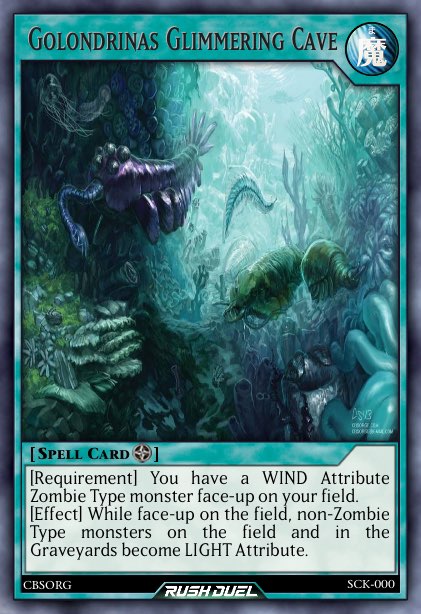 Golondrinas Glimmering Cave
ま
魔
[Spell Card]
[Requirement] You have a WIND Attribute
Zombie Type monster face-up on your field.
[Effect] While face-up on the field, non-Zombie
Type monsters on the field and in the
Graveyards become LIGHT Attribute.
CBSORG
RUSH DUEL
SCK-000